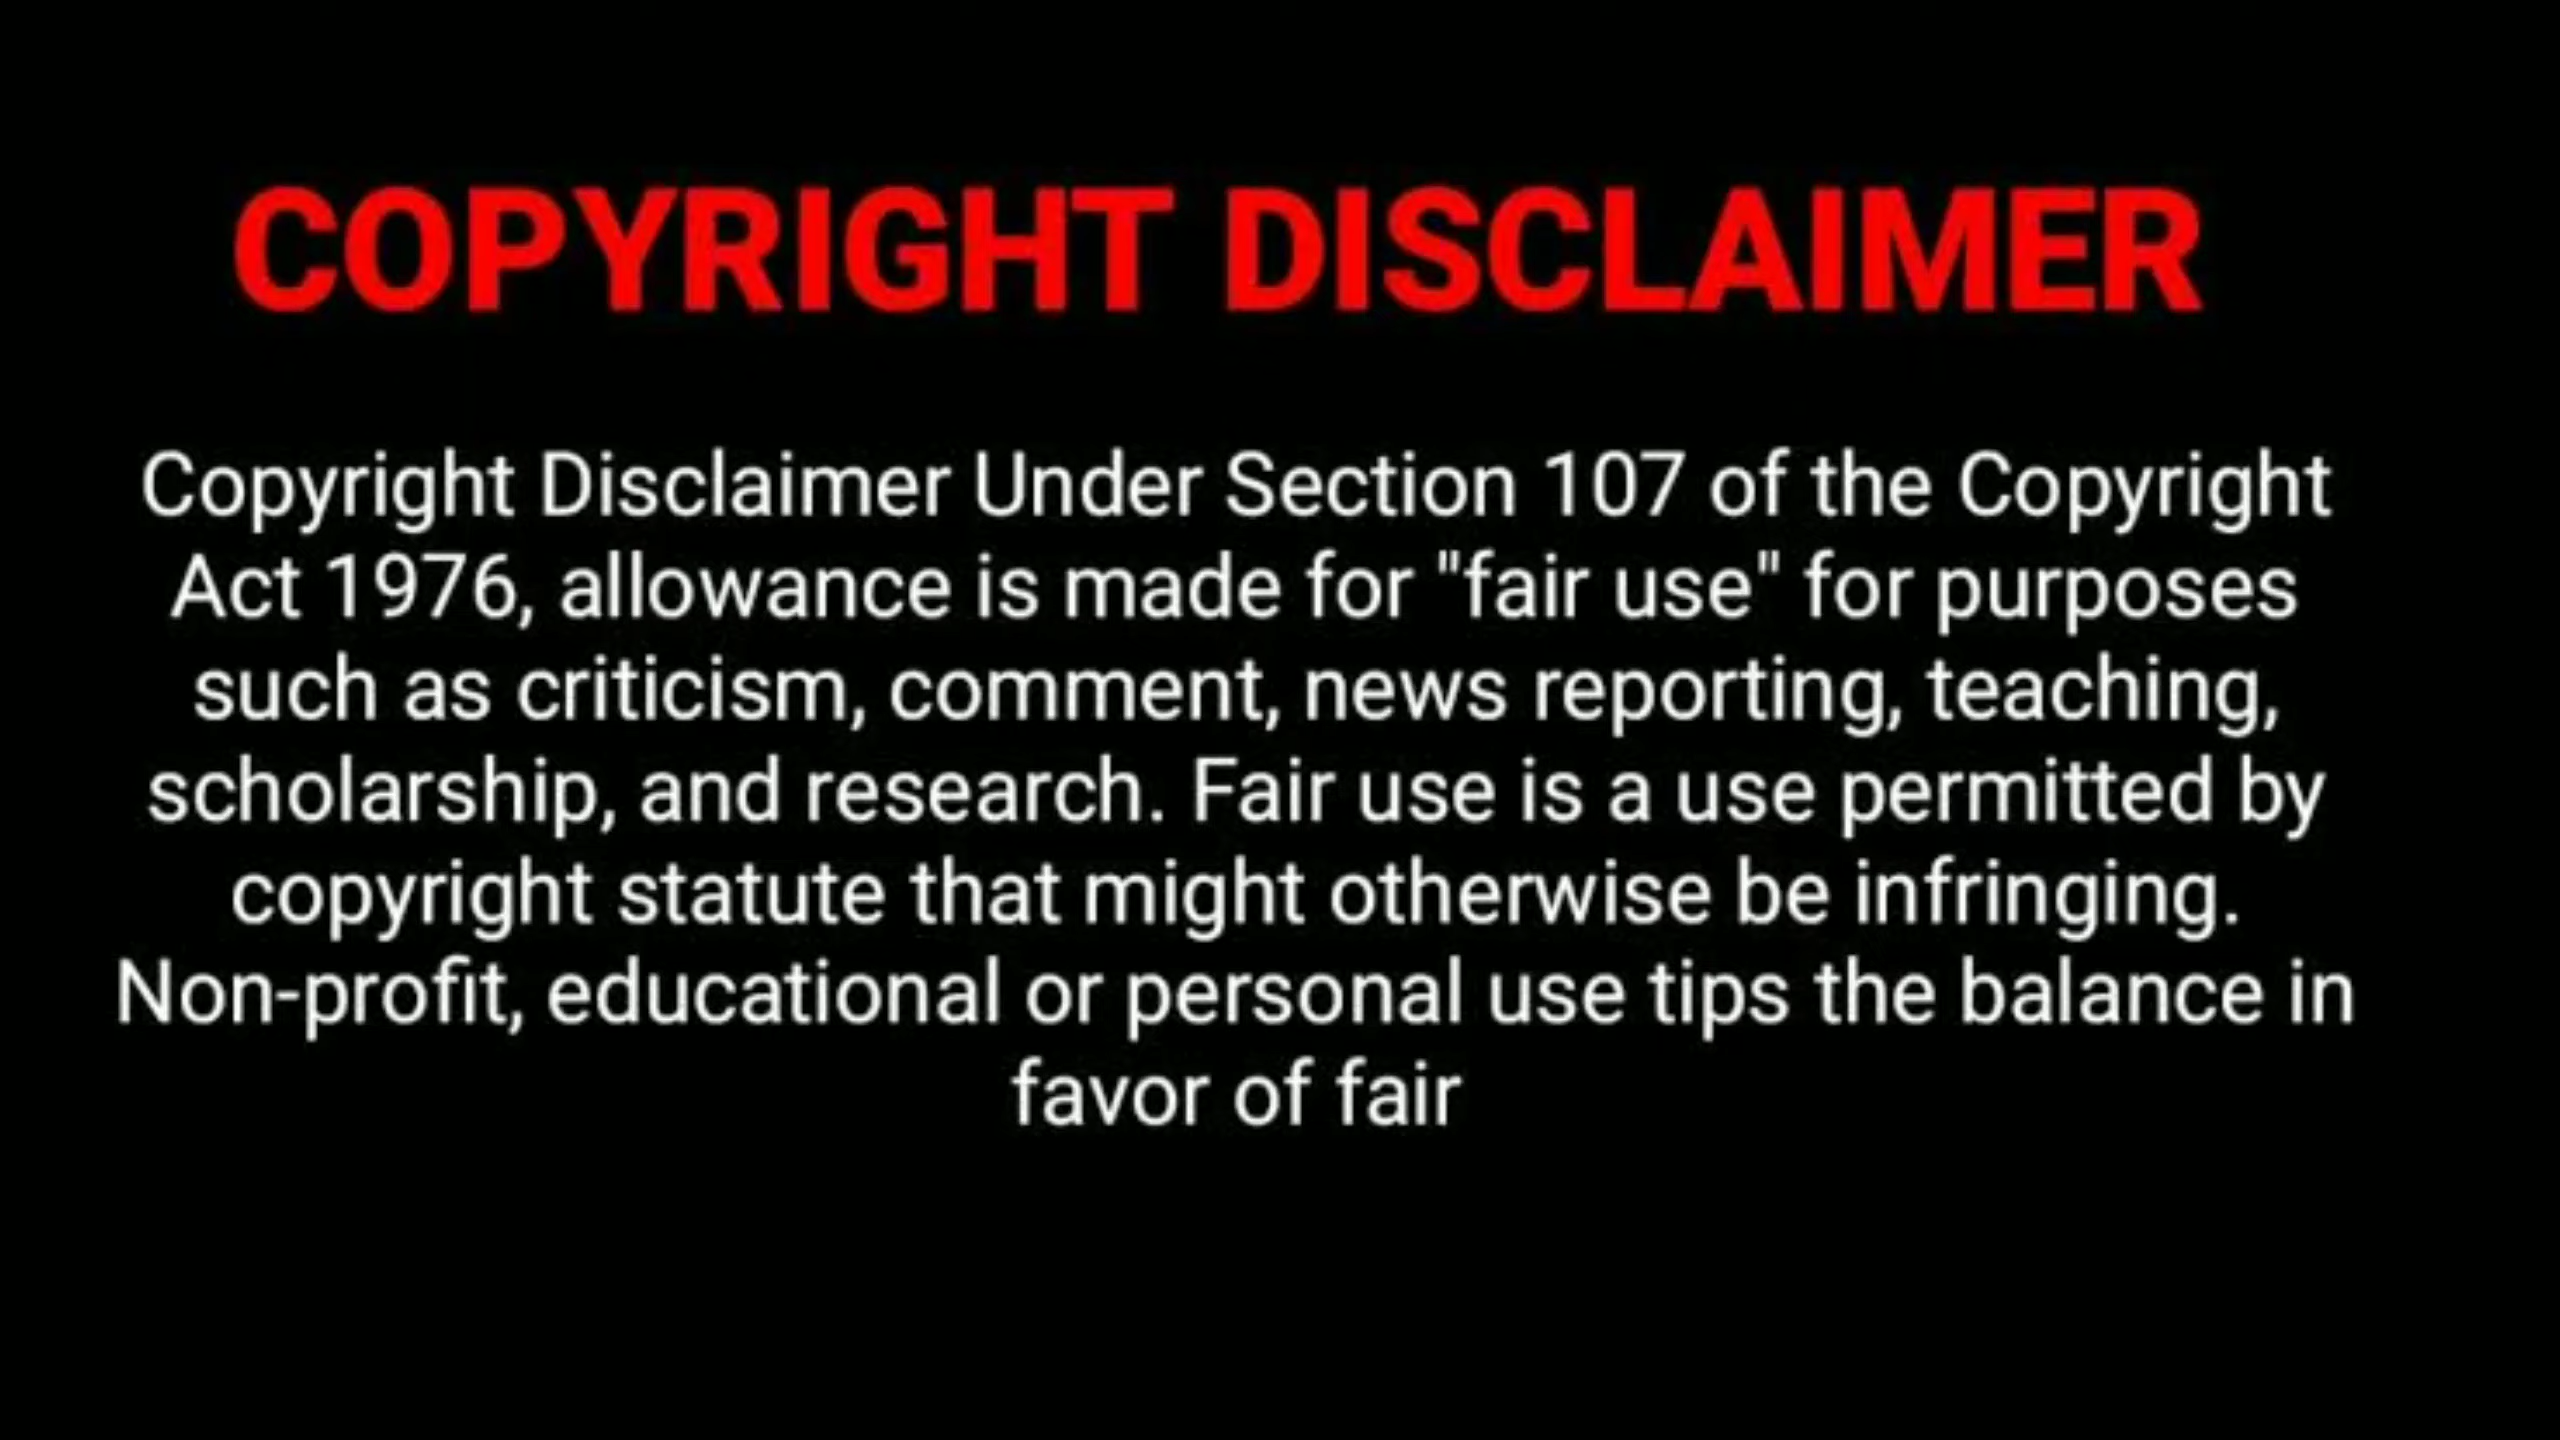 COPYRIGHT DISCLAIMER
Copyright Disclaimer Under Section 107 of the Copyright
Act 1976, allowance is made for "fair use" for purposes
such as criticism, comment, news reporting, teaching,
scholarship, and research. Fair use is a use permitted by
copyright statute that might otherwise be infringing.
Non-profit, educational or personal use tips the balance in
favor of fair